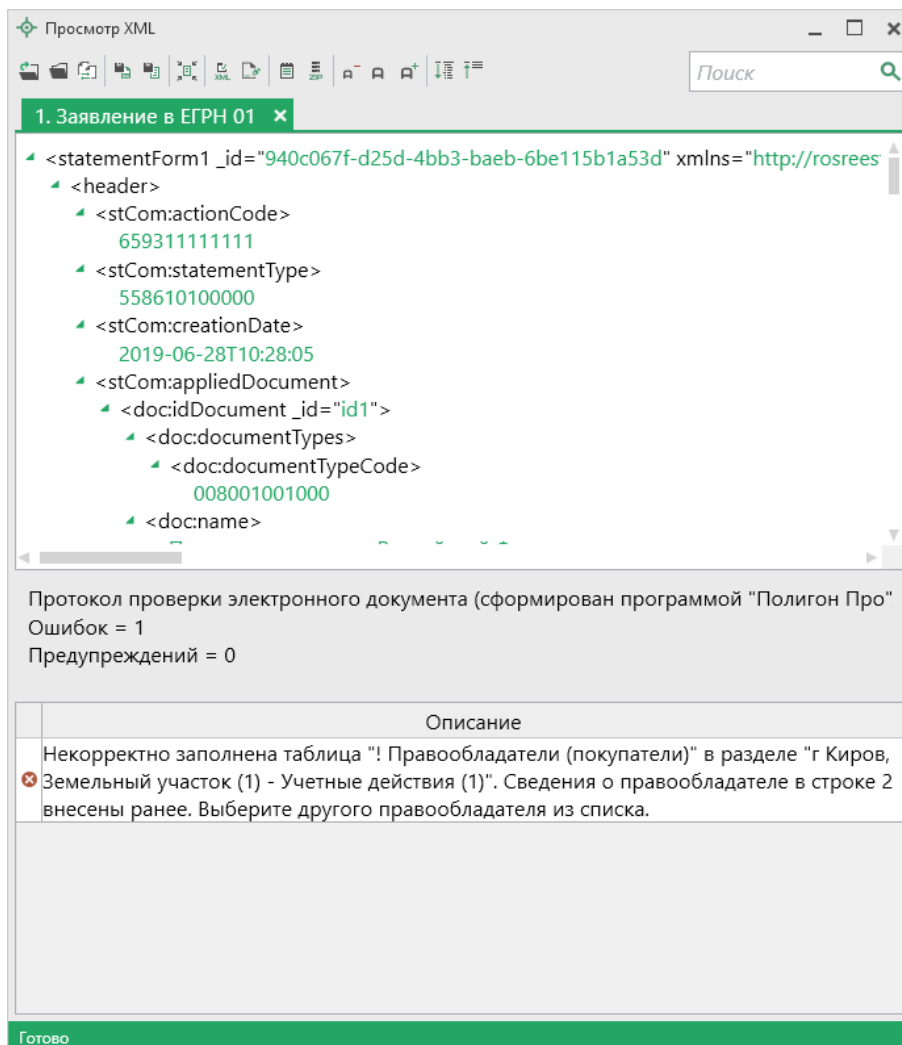 Просмотр XML
XML
ZIP
Поиск
1. Заявление в ЕГРН 01
<statementForm1 _id="940c067f-d25d-4bb3-baeb-6be115b1a53d" xmlns="http://rosrees
<header>
<stCom:actionCode>
659311111111
<stCom:statementType>
558610100000
<stCom:creationDate>
2019-06-28T10:28:05
<stCom:appliedDocument>
<doc:idDocument _id="id1">
<doc:documentTypes>
<doc:documentTypeCode>
008001001000
<doc:name>
Протокол проверки электронного документа (сформирован программой "Полигон Про"
Ошибок = 1
Предупреждений = 0
Описание
Некорректно заполнена таблица "! Правообладатели (покупатели)" в разделе "г Киров,
Земельный участок (1) - Учетные действия (1)". Сведения о правообладателе в строке 2
внесены ранее. Выберите другого правообладателя из списка.
Готово